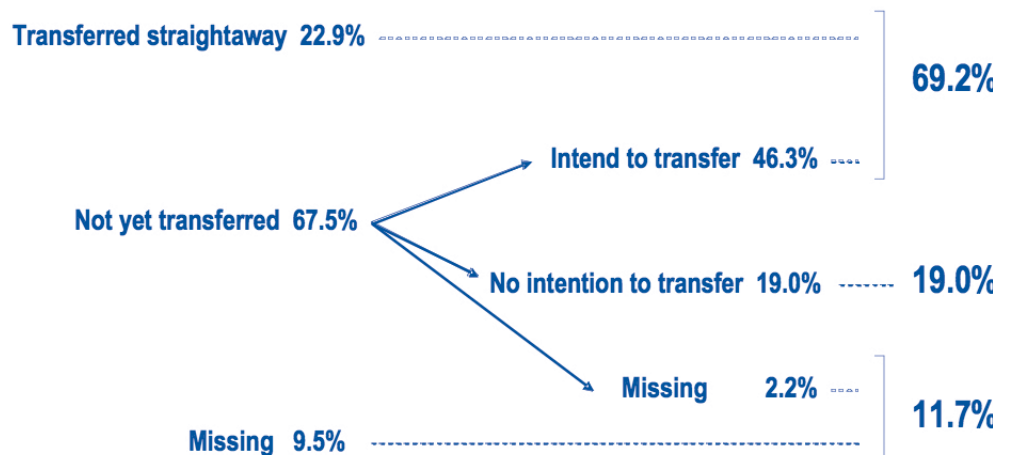 Transferred straightaway 22.9%
69.2%
Intend to transfer 46.3%
Not yet transferred 67.5%
No intention to transfer 19.0%
19.0%
Missing 2.2%
11.7%
Missing 9.5%